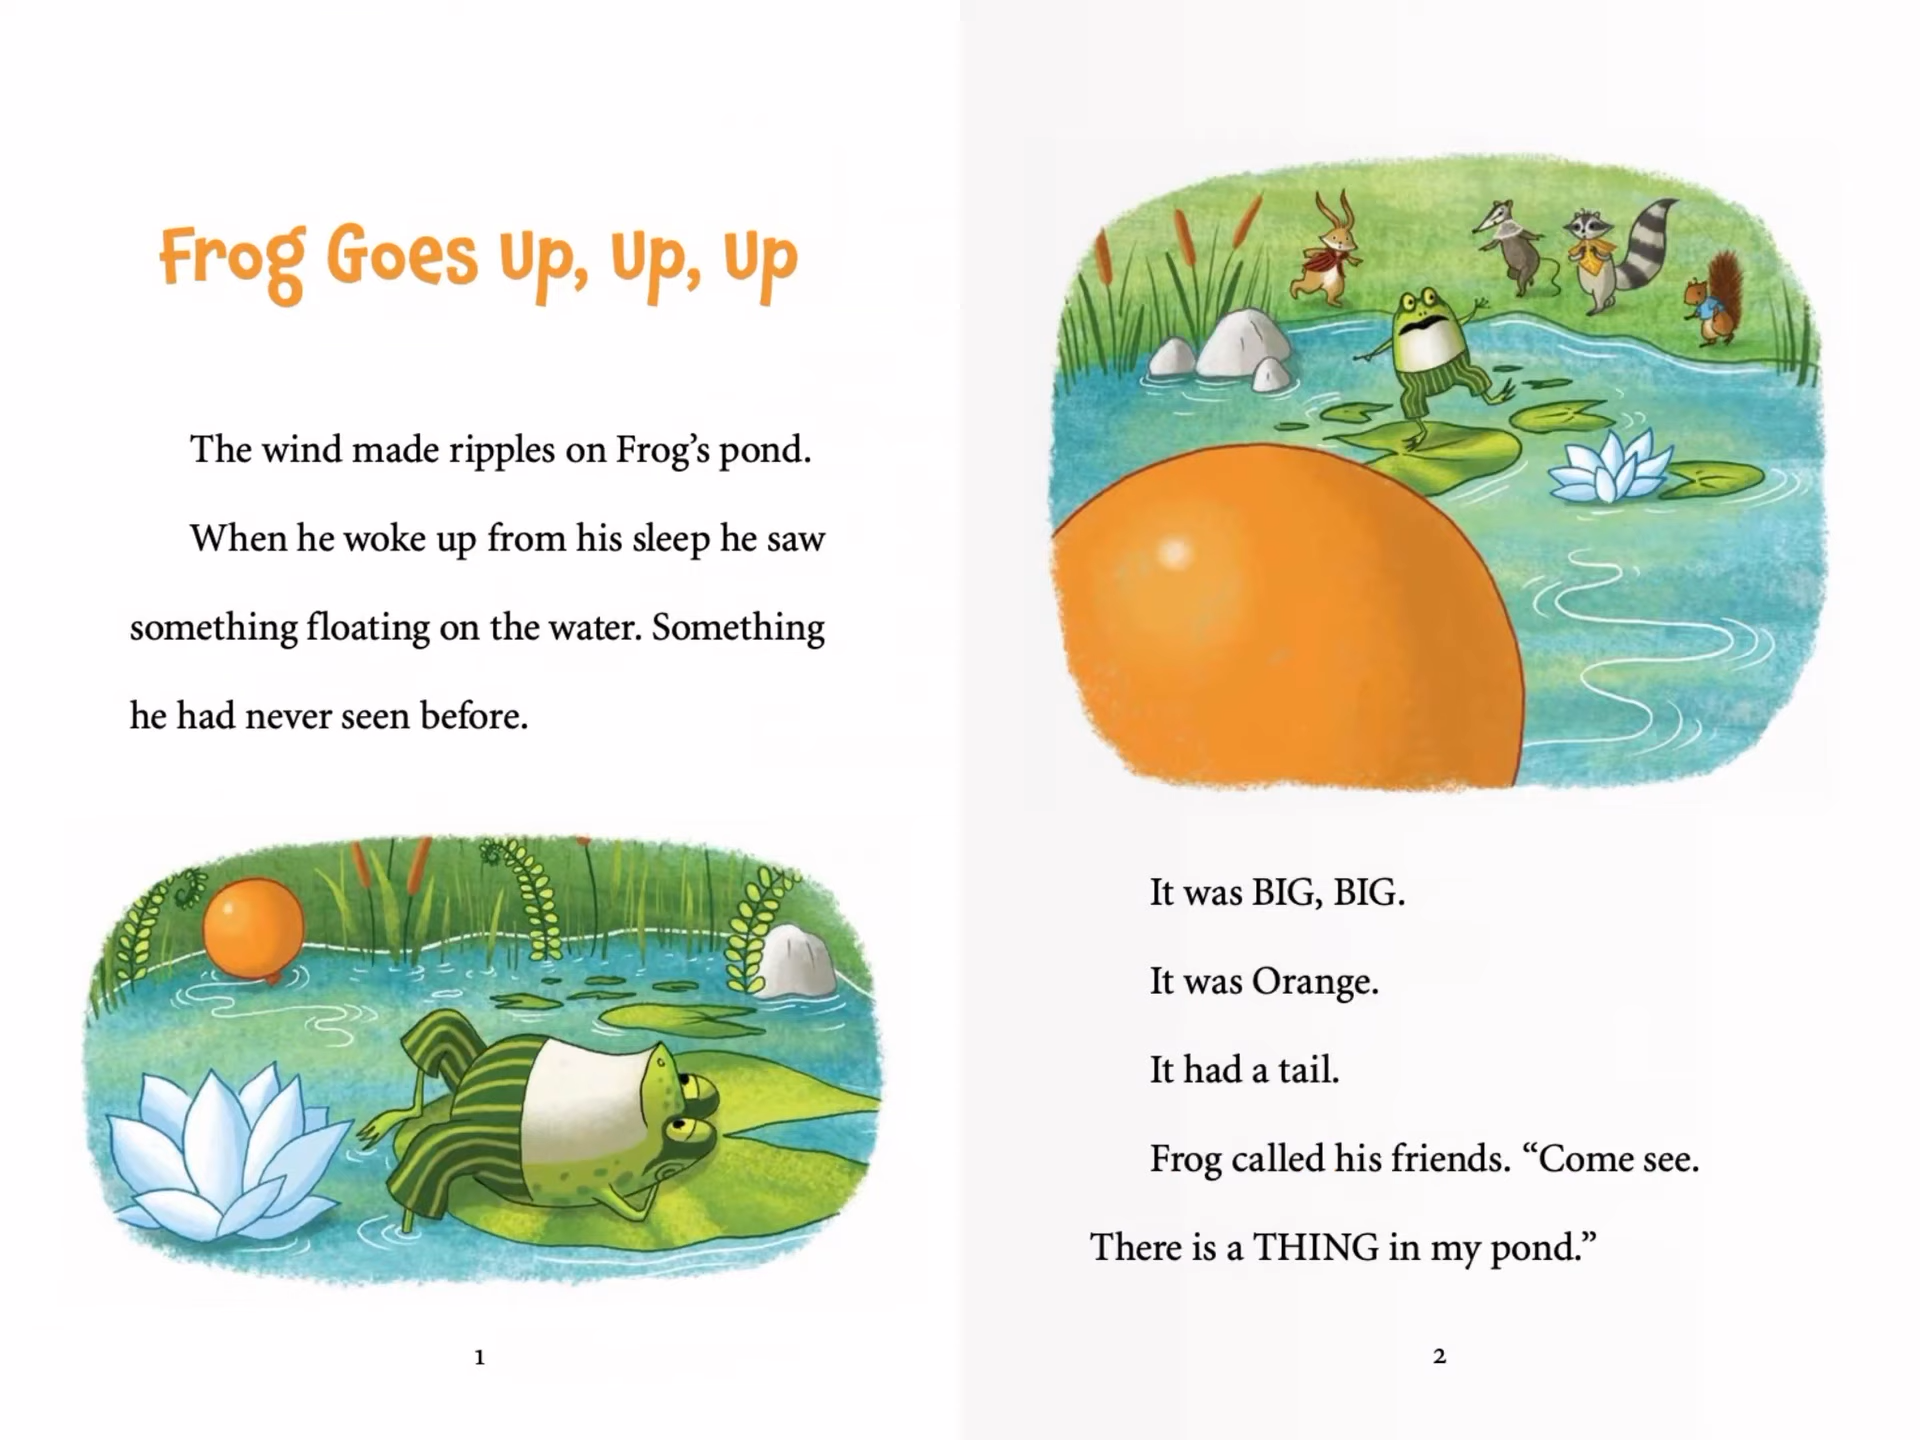 Frog Goes Up, Up, Up
The wind made ripples on Frog’s pond.
When he woke up from his sleep he saw
something floating on the water. Something
he had never seen before.
1
It was BIG, BIG.
It was Orange.
It had a tail.
Frog called his friends. “Come see.
There is a THING in my pond.”
2